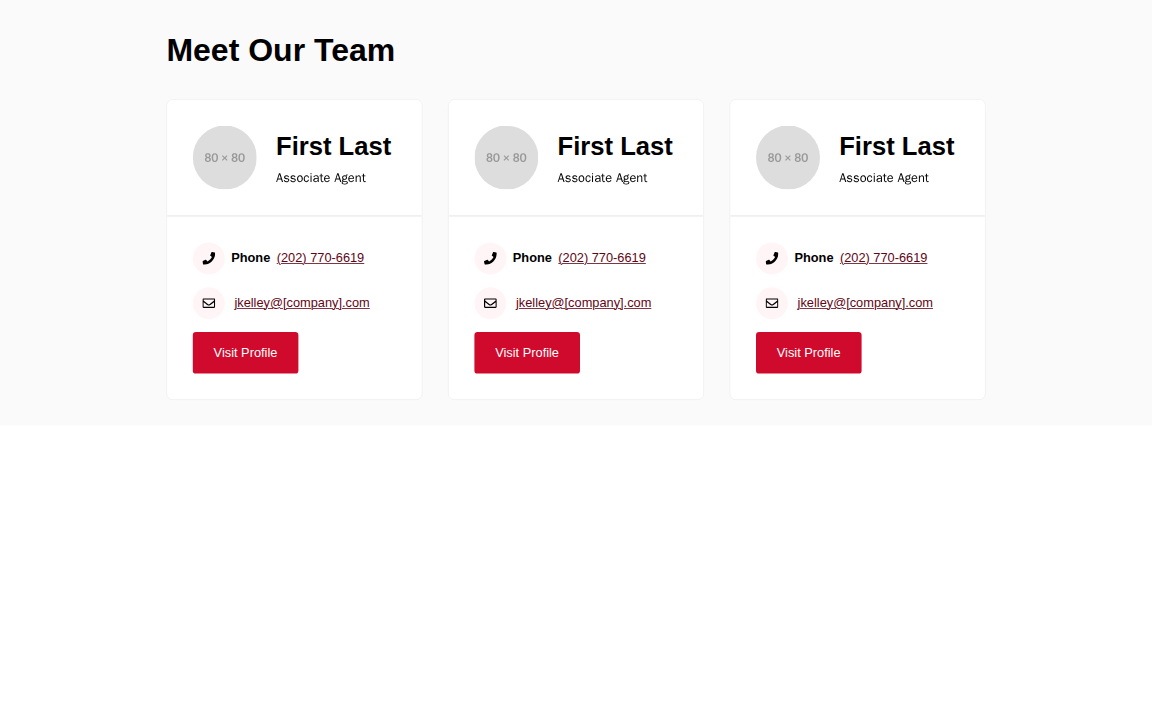 Meet Our Team
80 × 80
First Last
Associate Agent
Phone (202) 770-6619
jkelley@[company].com
Visit Profile
80 × 80
First Last
Associate Agent
Phone (202) 770-6619
jkelley@[company].com
Visit Profile
80 × 80
First Last
Associate Agent
Phone (202) 770-6619
jkelley@[company].com
Visit Profile